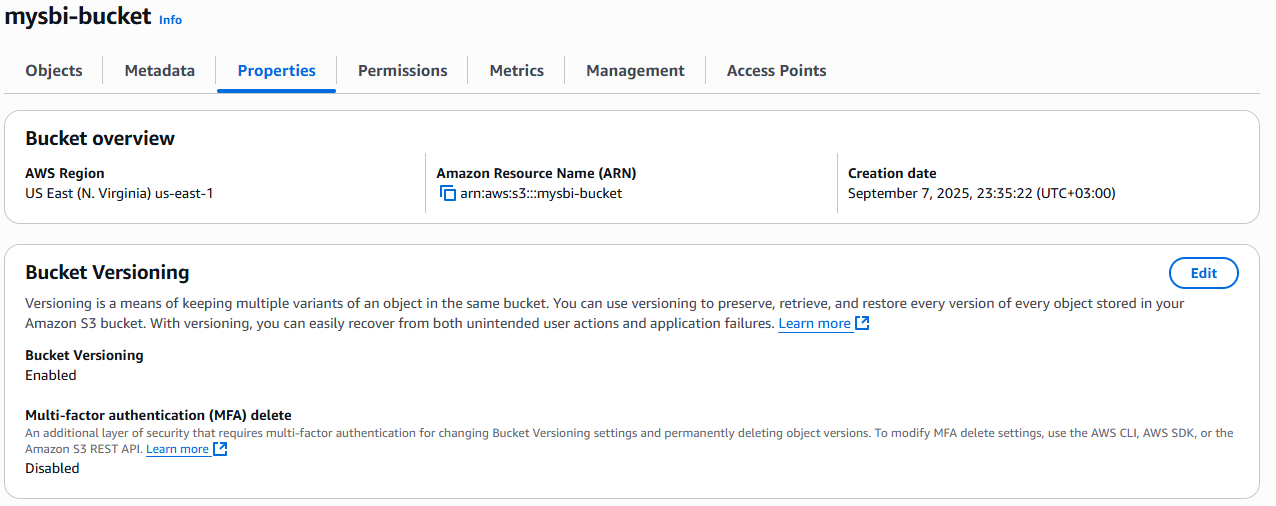 mysbi-bucket Info
Objects Metadata Properties Permissions Metrics Management Access Points
Bucket overview
AWS Region
US East (N. Virginia) us-east-1
Amazon Resource Name (ARN)
arn:aws:s3:::mysbi-bucket
Creation date
September 7, 2025, 23:35:22 (UTC+03:00)
Bucket Versioning
Edit
Versioning is a means of keeping multiple variants of an object in the same bucket. You can use versioning to preserve, retrieve, and restore every version of every object stored in your
Amazon S3 bucket. With versioning, you can easily recover from both unintended user actions and application failures. Learn more
Bucket Versioning
Enabled
Multi-factor authentication (MFA) delete
An additional layer of security that requires multi-factor authentication for changing Bucket Versioning settings and permanently deleting object versions. To modify MFA delete settings, use the AWS CLI, AWS SDK, or the
Amazon S3 REST API. Learn more
Disabled